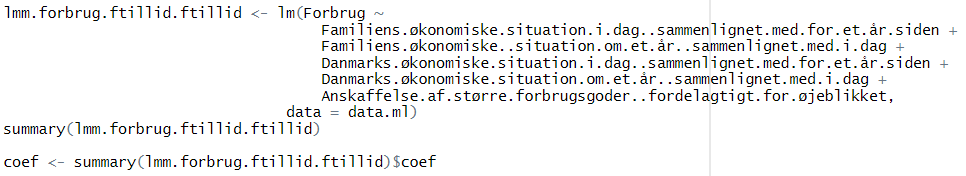 lmm.forbrug.ftillid.ftillid <- lm(Forbrug ~
Familiens.økonomiske.situation.i.dag..sammenlignet.med.for.et.år.siden +
Familiens.økonomiske..situation.om.et.år..sammenlignet.med.i.dag +
Danmarks.økonomiske.situation.i.dag..sammenlignet.med.for.et.år.siden +
Danmarks.økonomiske.situation.om.et.år..sammenlignet.med.i.dag +
Anskaffelse.af.større.forbrugsgoder..fordelagtigt.for.øjeblikket,
data = data.ml)
summary(lmm.forbrug.ftillid.ftillid)
coef <- summary(lmm.forbrug.ftillid.ftillid)$coef